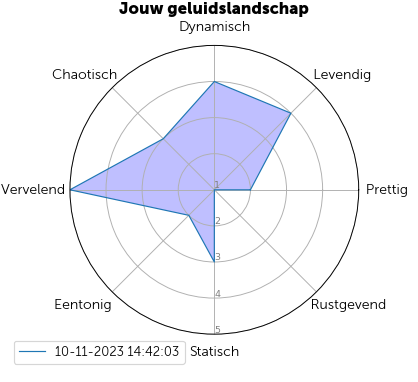 Jouw geluidslandschap
Dynamisch
Chaotisch
Levendig
Vervelend
1
Prettig
2
3
4
Eentonig
Rustgevend
5
10-11-2023 14:42:03
Statisch